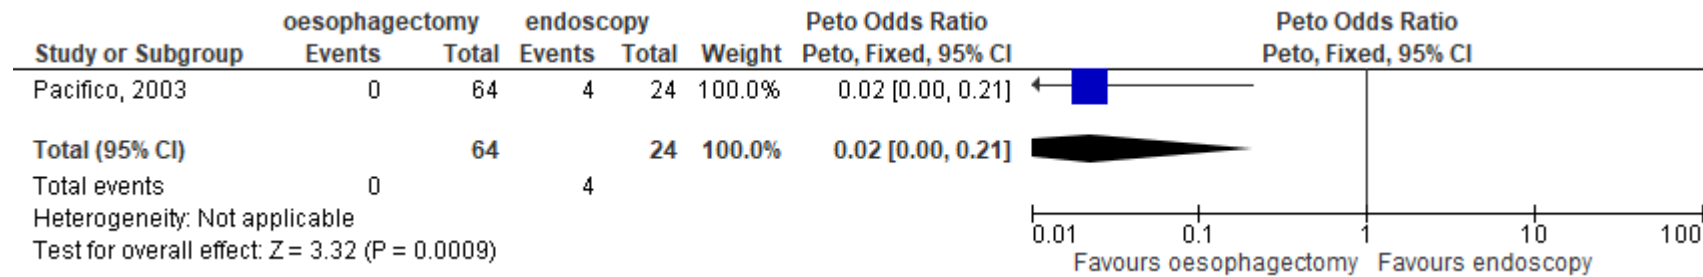 oesophagectomy endoscopy Peto Odds Ratio Peto Odds Ratio
Study or Subgroup Events Total Events Total Weight Peto, Fixed, 95% CI Peto, Fixed, 95% CI
Pacifico, 2003 0 64 4 24 100.0% 0.02 [0.00, 0.21]
Total (95% CI) 64 24 100.0% 0.02 [0.00, 0.21]
Total events 0 4
Heterogeneity: Not applicable
Test for overall effect: Z = 3.32 (P = 0.0009)
0.01 0.1 1 10 100
Favours oesophagectomy Favours endoscopy